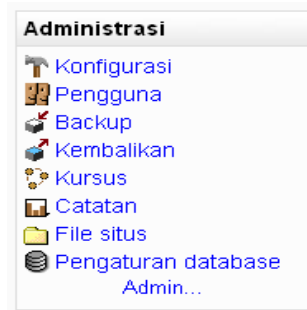 Administrasi
Konfigurasi
Pengguna
Backup
Kembalikan
Kursus
Catatan
File situs
Pengaturan database
Admin...